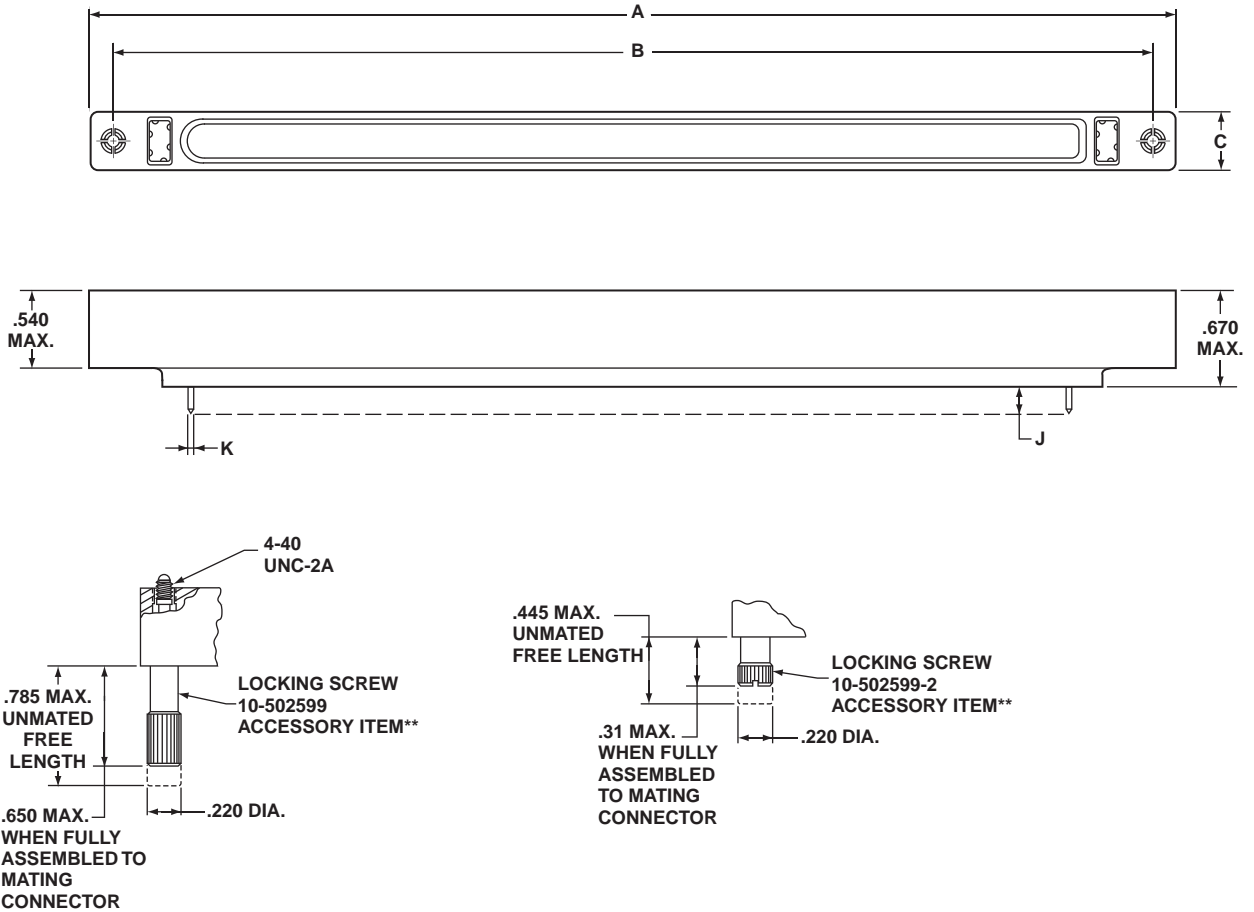 A
B
C
.540
MAX.
.670
MAX.
K
J
4-40
UNC-2A
.785 MAX.
UNMATED
FREE
LENGTH
LOCKING SCREW
10-502599
ACCESSORY ITEM**
.650 MAX.
WHEN FULLY
ASSEMBLED TO
MATING
CONNECTOR
.220 DIA.
.445 MAX.
UNMATED
FREE LENGTH
LOCKING SCREW
10-502599-2
ACCESSORY ITEM**
.31 MAX.
WHEN FULLY
ASSEMBLED
TO MATING
CONNECTOR
.220 DIA.